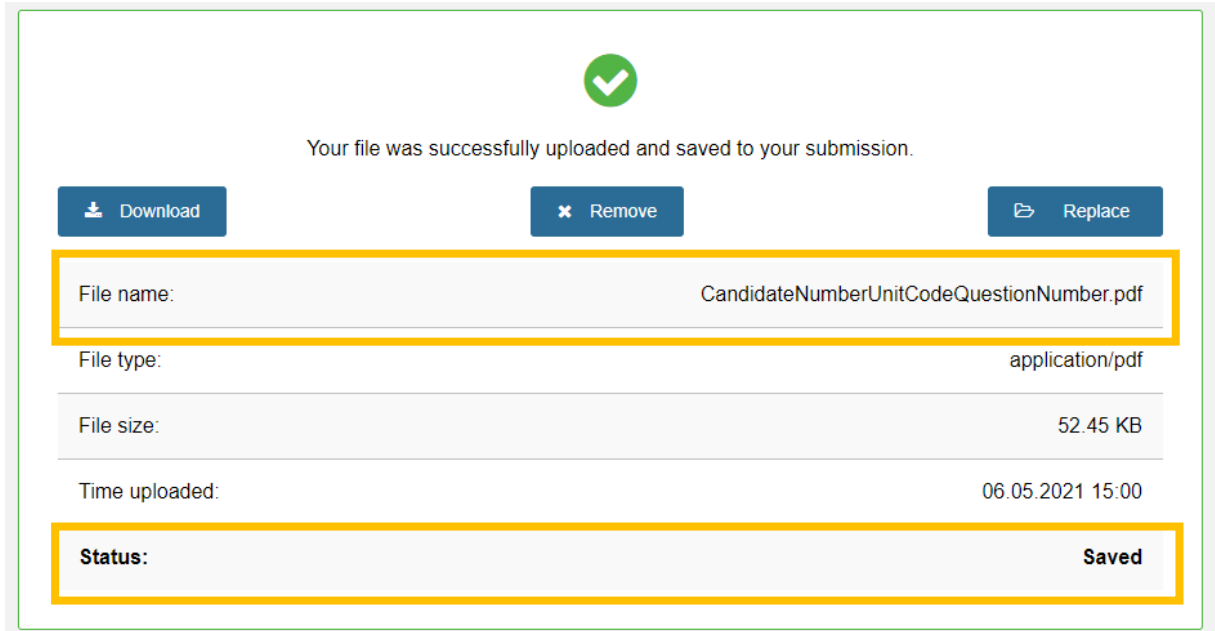 Your file was successfully uploaded and saved to your submission.
Download Remove Replace
File name: CandidateNumberUnitCodeQuestionNumber.pdf
File type: application/pdf
File size: 52.45 KB
Time uploaded: 06.05.2021 15:00
Status: Saved